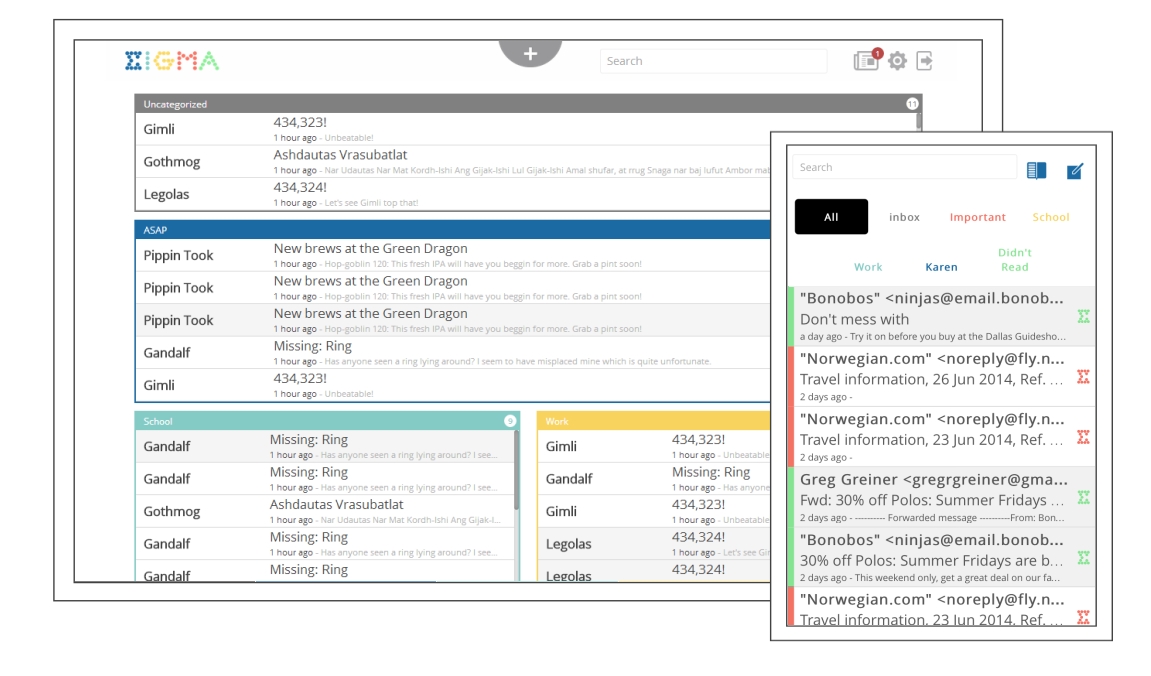 ΣIGMA
+
Search
1
Uncategorized
11
Gimli
434,323!
1 hour ago - Unbeatable!
Gothmog
Ashdautas Vrasubatlat
1 hour ago - Nar Udautas Nar Mat Kordh-Ishi Ang Gijak-Ishi Lul Gijak-Ishi Amal shufar, at mug Snaga nar baj lufut Ambor
Legolas
434,324!
1 hour ago - Let's see Gimli top that!
ASAP
Pippin Took
New brews at the Green Dragon
1 hour ago - Hop-goblin 120: This fresh IPA will have you beggin for more. Grab a pint soon!
Pippin Took
New brews at the Green Dragon
1 hour ago - Hop-goblin 120: This fresh IPA will have you beggin for more. Grab a pint soon!
Pippin Took
New brews at the Green Dragon
1 hour ago - Hop-goblin 120: This fresh IPA will have you beggin for more. Grab a pint soon!
Gandalf
Missing: Ring
1 hour ago - Has anyone seen a ring lying around? I seem to have misplaced mine which is quite unfortunate.
Gimli
434,323!
1 hour ago - Unbeatable!
School
9
Gandalf
Missing: Ring
1 hour ago - Has anyone seen a ring lying around? I see...
Gandalf
Missing: Ring
1 hour ago - Has anyone seen a ring lying around? I see...
Gothmog
Ashdautas Vrasubatlat
1 hour ago - Nar Udautas Nar Mat Kordh-Ishi Ang Gijak-I...
Gandalf
Missing: Ring
1 hour ago - Has anyone seen a ring lying around? I see...
Gandalf
Missing: Ring
Work
Gimli
434,323!
1 hour ago - Unbeatable
Gandalf
Missing: Ring
1 hour ago - Has anyone
Gimli
434,323!
1 hour ago - Unbeatable
Legolas
434,324!
1 hour ago - Let's see
Legolas
434,324!
Search
All
inbox
Important
School
Work
Karen
Didn't
Read
"Bonobos" <ninjas@email.bonob...
Don't mess with
a day ago - Try it on before you buy at the Dallas Guidesho...
"Norwegian.com" <noreply@fly.n...
Travel information, 26 Jun 2014, Ref. ...
2 days ago -
"Norwegian.com" <noreply@fly.n...
Travel information, 23 Jun 2014, Ref. ...
2 days ago -
Greg Greiner <gregrgreiner@gma...
Fwd: 30% off Polos: Summer Fridays ...
2 days ago - ---------- Forwarded message ----------From: Bon...
"Bonobos" <ninjas@email.bonob...
30% off Polos: Summer Fridays are b...
2 days ago - This weekend only, get a great deal on our fa...
"Norwegian.com" <noreply@fly.n...
Travel information, 23 Jun 2014, Ref. ...